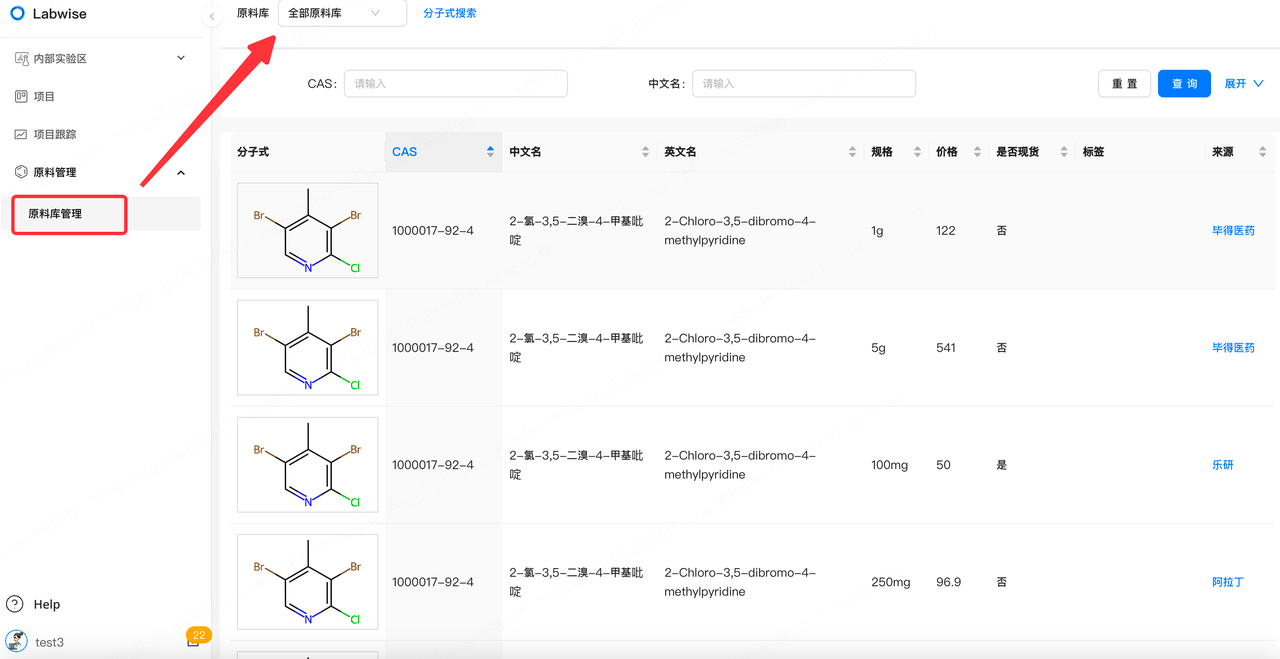 Labwise
内部实验区
项目
项目跟踪
原料管理
原料库管理
Help
test3
22
原料库 全部原料库 分子式搜索
CAS: 请输入 中文名: 请输入 重置 查询 展开
分子式 CAS 中文名 英文名 规格 价格 是否现货 标签 来源
Br Br N Cl
1000017-92-4
2-氯-3,5-二溴-4-甲基吡
啶
2-Chloro-3,5-dibromo-4-
methylpyridine
1g 122 否 毕得医药
Br Br N Cl
1000017-92-4
2-氯-3,5-二溴-4-甲基吡
啶
2-Chloro-3,5-dibromo-4-
methylpyridine
5g 541 否 毕得医药
Br Br N Cl
1000017-92-4
2-氯-3,5-二溴-4-甲基吡
啶
2-Chloro-3,5-dibromo-4-
methylpyridine
100mg 50 是 乐研
Br Br N Cl
1000017-92-4
2-氯-3,5-二溴-4-甲基吡
啶
2-Chloro-3,5-dibromo-4-
methylpyridine
250mg 96.9 否 阿拉丁